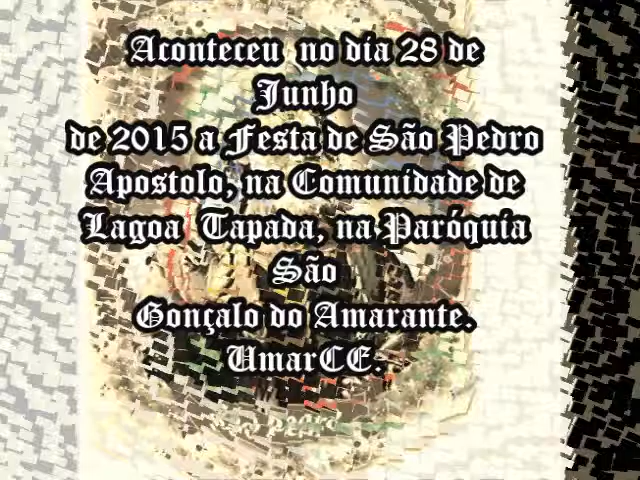 Aconteceu no dia 28 de
Junho
de 2015 a Festa de São Pedro
Apostolo, na Comunidade de
Lagoa Tapada, na Paróquia
São
Gonçalo do Amarante.
UmarCE.